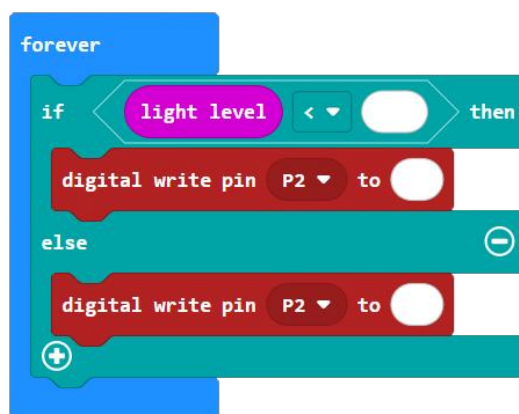 forever
if light level < then
digital write pin P2 to
else
digital write pin P2 to